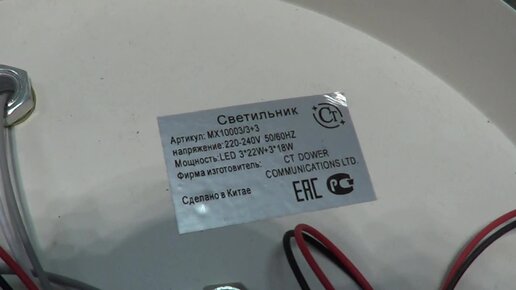 Светильник
Артикул: MX10003/3+3
напряжение:220-240V 50/60HZ
Мощность: LED 3*22W+3*18W
Фирма изготовитель: CT DOWER
COMMUNICATIONS LTD.
Сделано в Китае
EAC